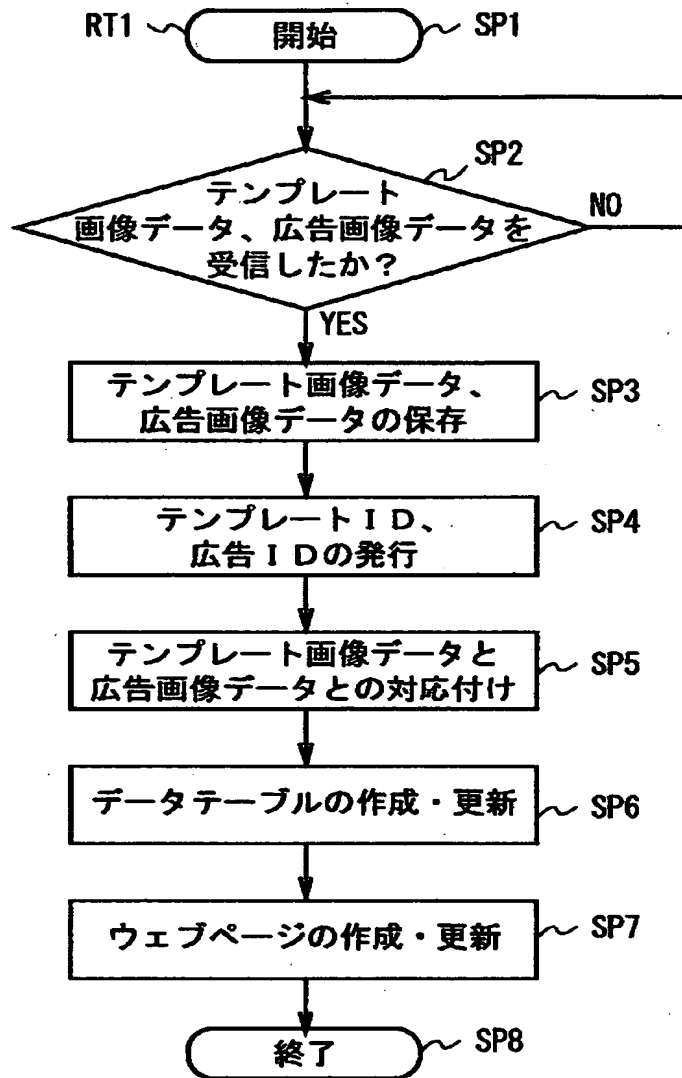 RT1
開始
SP1
SP2
テンプレート
画像データ、広告画像データを
受信したか?
NO
YES
テンプレート画像データ、
広告画像データの保存
SP3
テンプレートID、
広告IDの発行
SP4
テンプレート画像データと
広告画像データとの対応付け
SP5
データテーブルの作成・更新
SP6
ウェブページの作成・更新
SP7
終了
SP8